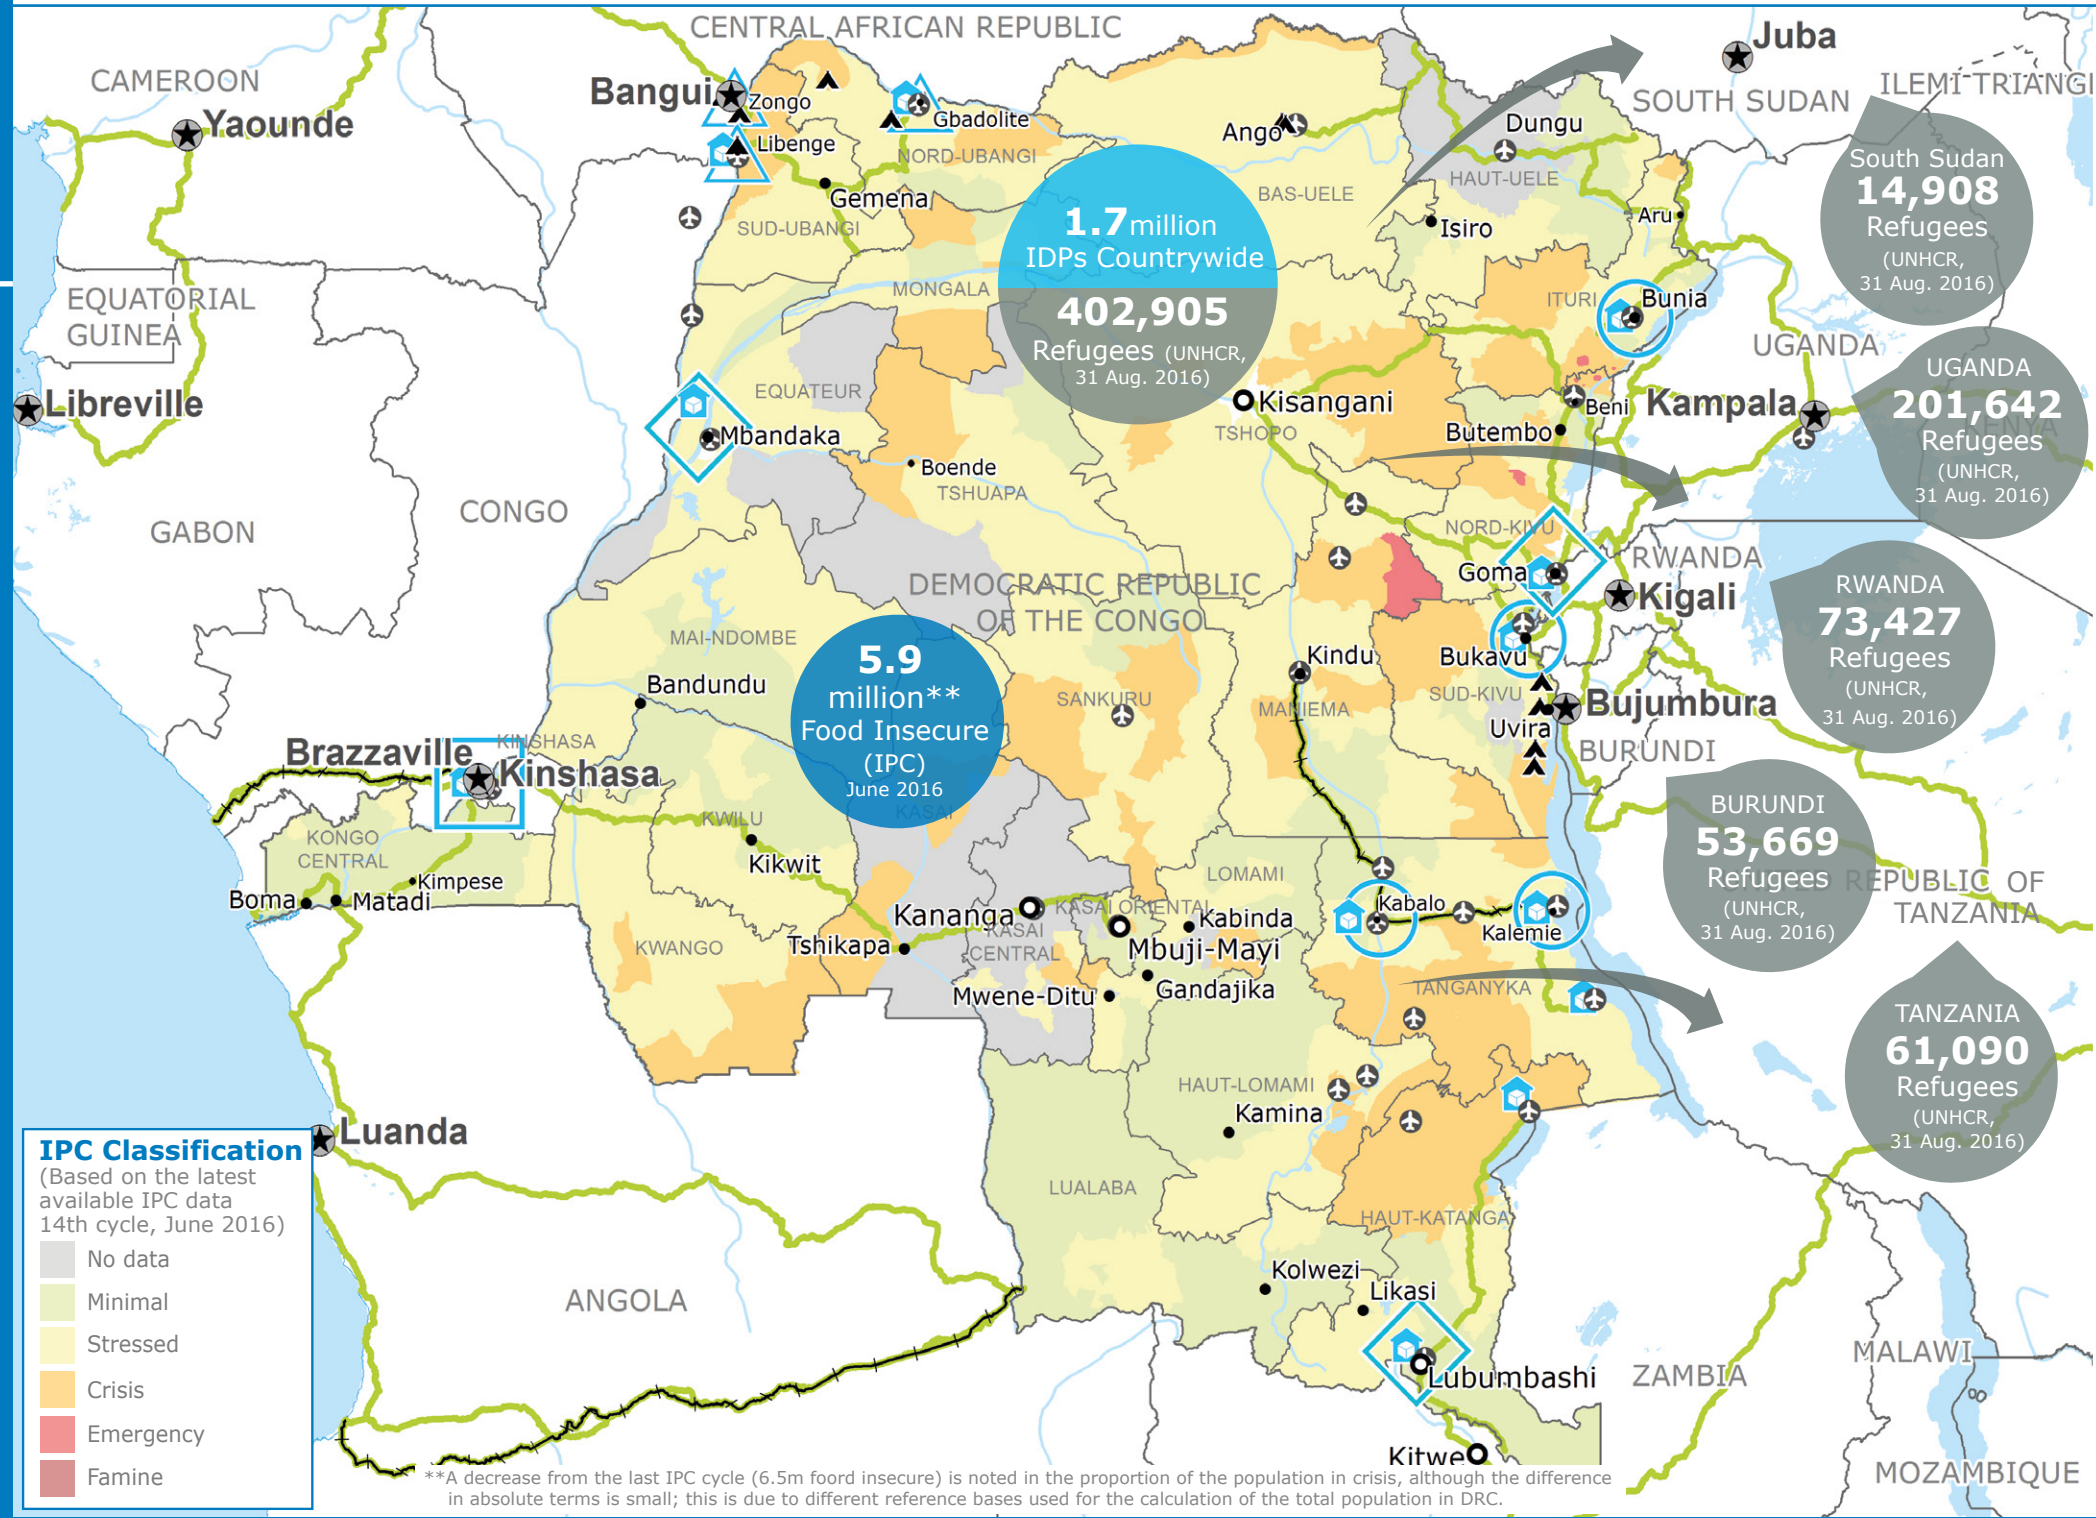 CENTRAL AFRICAN REPUBLIC
Juba
CAMEROON
Bangui
Zongo
ILEMI TRIANGL
SOUTH SUDAN
Yaounde
Gbadolite
Ango
Dungu
Libenge
NORD-UBANGI
HAUT-UELE
South Sudan
14,908
Refugees
(UNHCR,
31 Aug. 2016)
Gemena
BAS-UELE
SUD-UBANGI
Isiro
Aru
1.7 million
IDPs Countrywide
402,905
Refugees (UNHCR,
31 Aug. 2016)
EQUATORIAL
GUINEA
MONGALA
ITURI
Bunia
UGANDA
UGANDA
201,642
Refugees
(UNHCR,
31 Aug. 2016)
KENYA
Libreville
EQUATEUR
Kisangani
Beni
Kampala
Mbandaka
TSHOPO
Butembo
Boende
TSHUAPA
CONGO
GABON
NORD-KIVU
RWANDA
Goma
Kigali
DEMOCRATIC REPUBLIC
OF THE CONGO
RWANDA
73,427
Refugees
(UNHCR,
31 Aug. 2016)
MAI-NDOMBE
5.9
million**
Food Insecure
(IPC)
June 2016
Kindu
Bukavu
Bandundu
SANKURU
MANIEMA
SUD-KIVU
Bujumbura
Uvira
BURUNDI
Brazzaville
KINSHASA
Kinshasa
KASAI
BURUNDI
53,669
Refugees
(UNHCR,
31 Aug. 2016)
REPUBLIC OF
TANZANIA
KONGO
CENTRAL
KWILU
Kikwit
LOMAMI
Kimpese
Boma
Matadi
Kananga
KASAI ORIENTAL
Kabinda
Kabalo
Kalemie
KASAI
CENTRAL
KWANGO
Tshikapa
Mbuji-Mayi
Mwene-Ditu
Gandajika
TANGANYKA
TANZANIA
61,090
Refugees
(UNHCR,
31 Aug. 2016)
HAUT-LOMAMI
Kamina
Luanda
LUALABA
HAUT-KATANGA
IPC Classification
(Based on the latest
available IPC data
14th cycle, June 2016)
No data
Minimal
Stressed
Crisis
Emergency
Famine
Kolwezi
Likasi
ANGOLA
MALAWI
Lubumbashi
ZAMBIA
Kitwe
MOZAMBIQUE
**A decrease from the last IPC cycle (6.5m foord insecure) is noted in the proportion of the population in crisis, although the difference
in absolute terms is small; this is due to different reference bases used for the calculation of the total population in DRC.